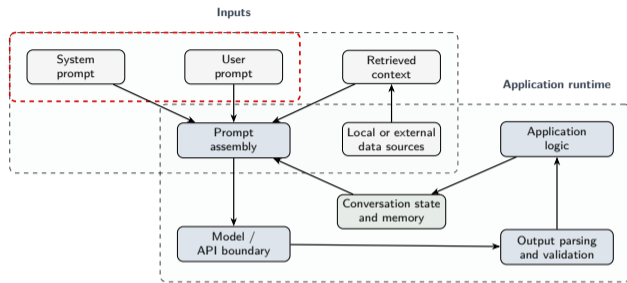 Inputs
System
prompt
User
prompt
Retrieved
context
Application runtime
Prompt
assembly
Local or external
data sources
Application
logic
Conversation state
and memory
Model /
API boundary
Output parsing
and validation